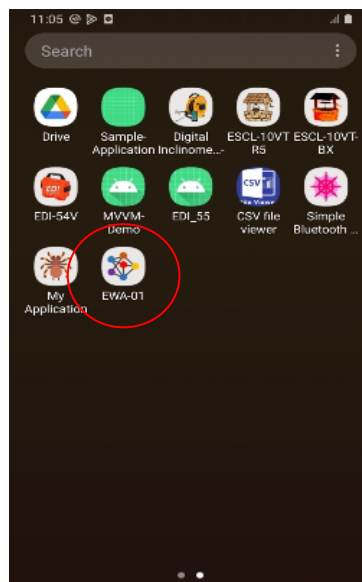 11:05
Search
Drive
Sample-
Application
Digital
Inclinome...-
ESCL-10VT
R5
ESCL-10VT-
BX
EDI
EDI-54V
MVVM-
Demo
EDI_55
CSV
File Viewer
CSV file
viewer
Simple
Bluetooth ...
My
Application
EWA-01